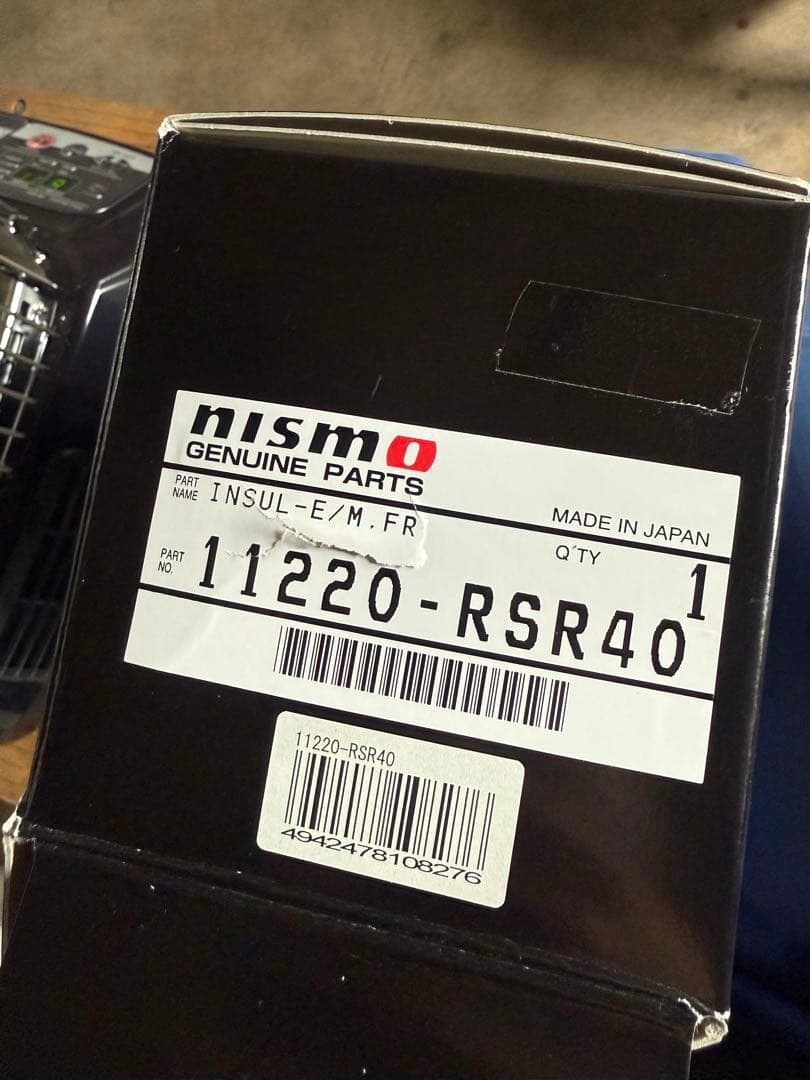 nismo
GENUINE PARTS
PART NAME INSUL-E/M.FR
MADE IN JAPAN
Q'TY 1
PART NO. 11220-RSR40
11220-RSR40
4942478108276